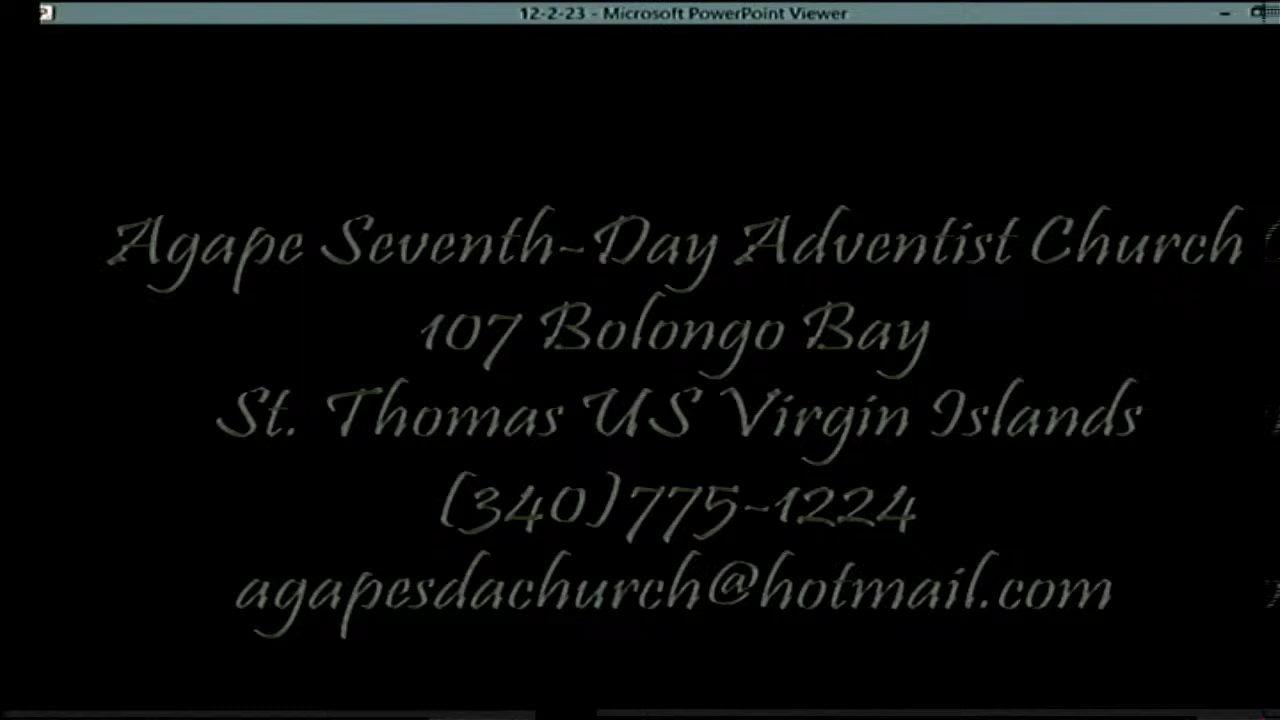 12-2-23 - Microsoft PowerPoint Viewer
Agape Seventh-Day Adventist Church
107 Bolongo Bay
St. Thomas US Virgin Islands
(340)775-1224
agapesdachurch@hotmail.com